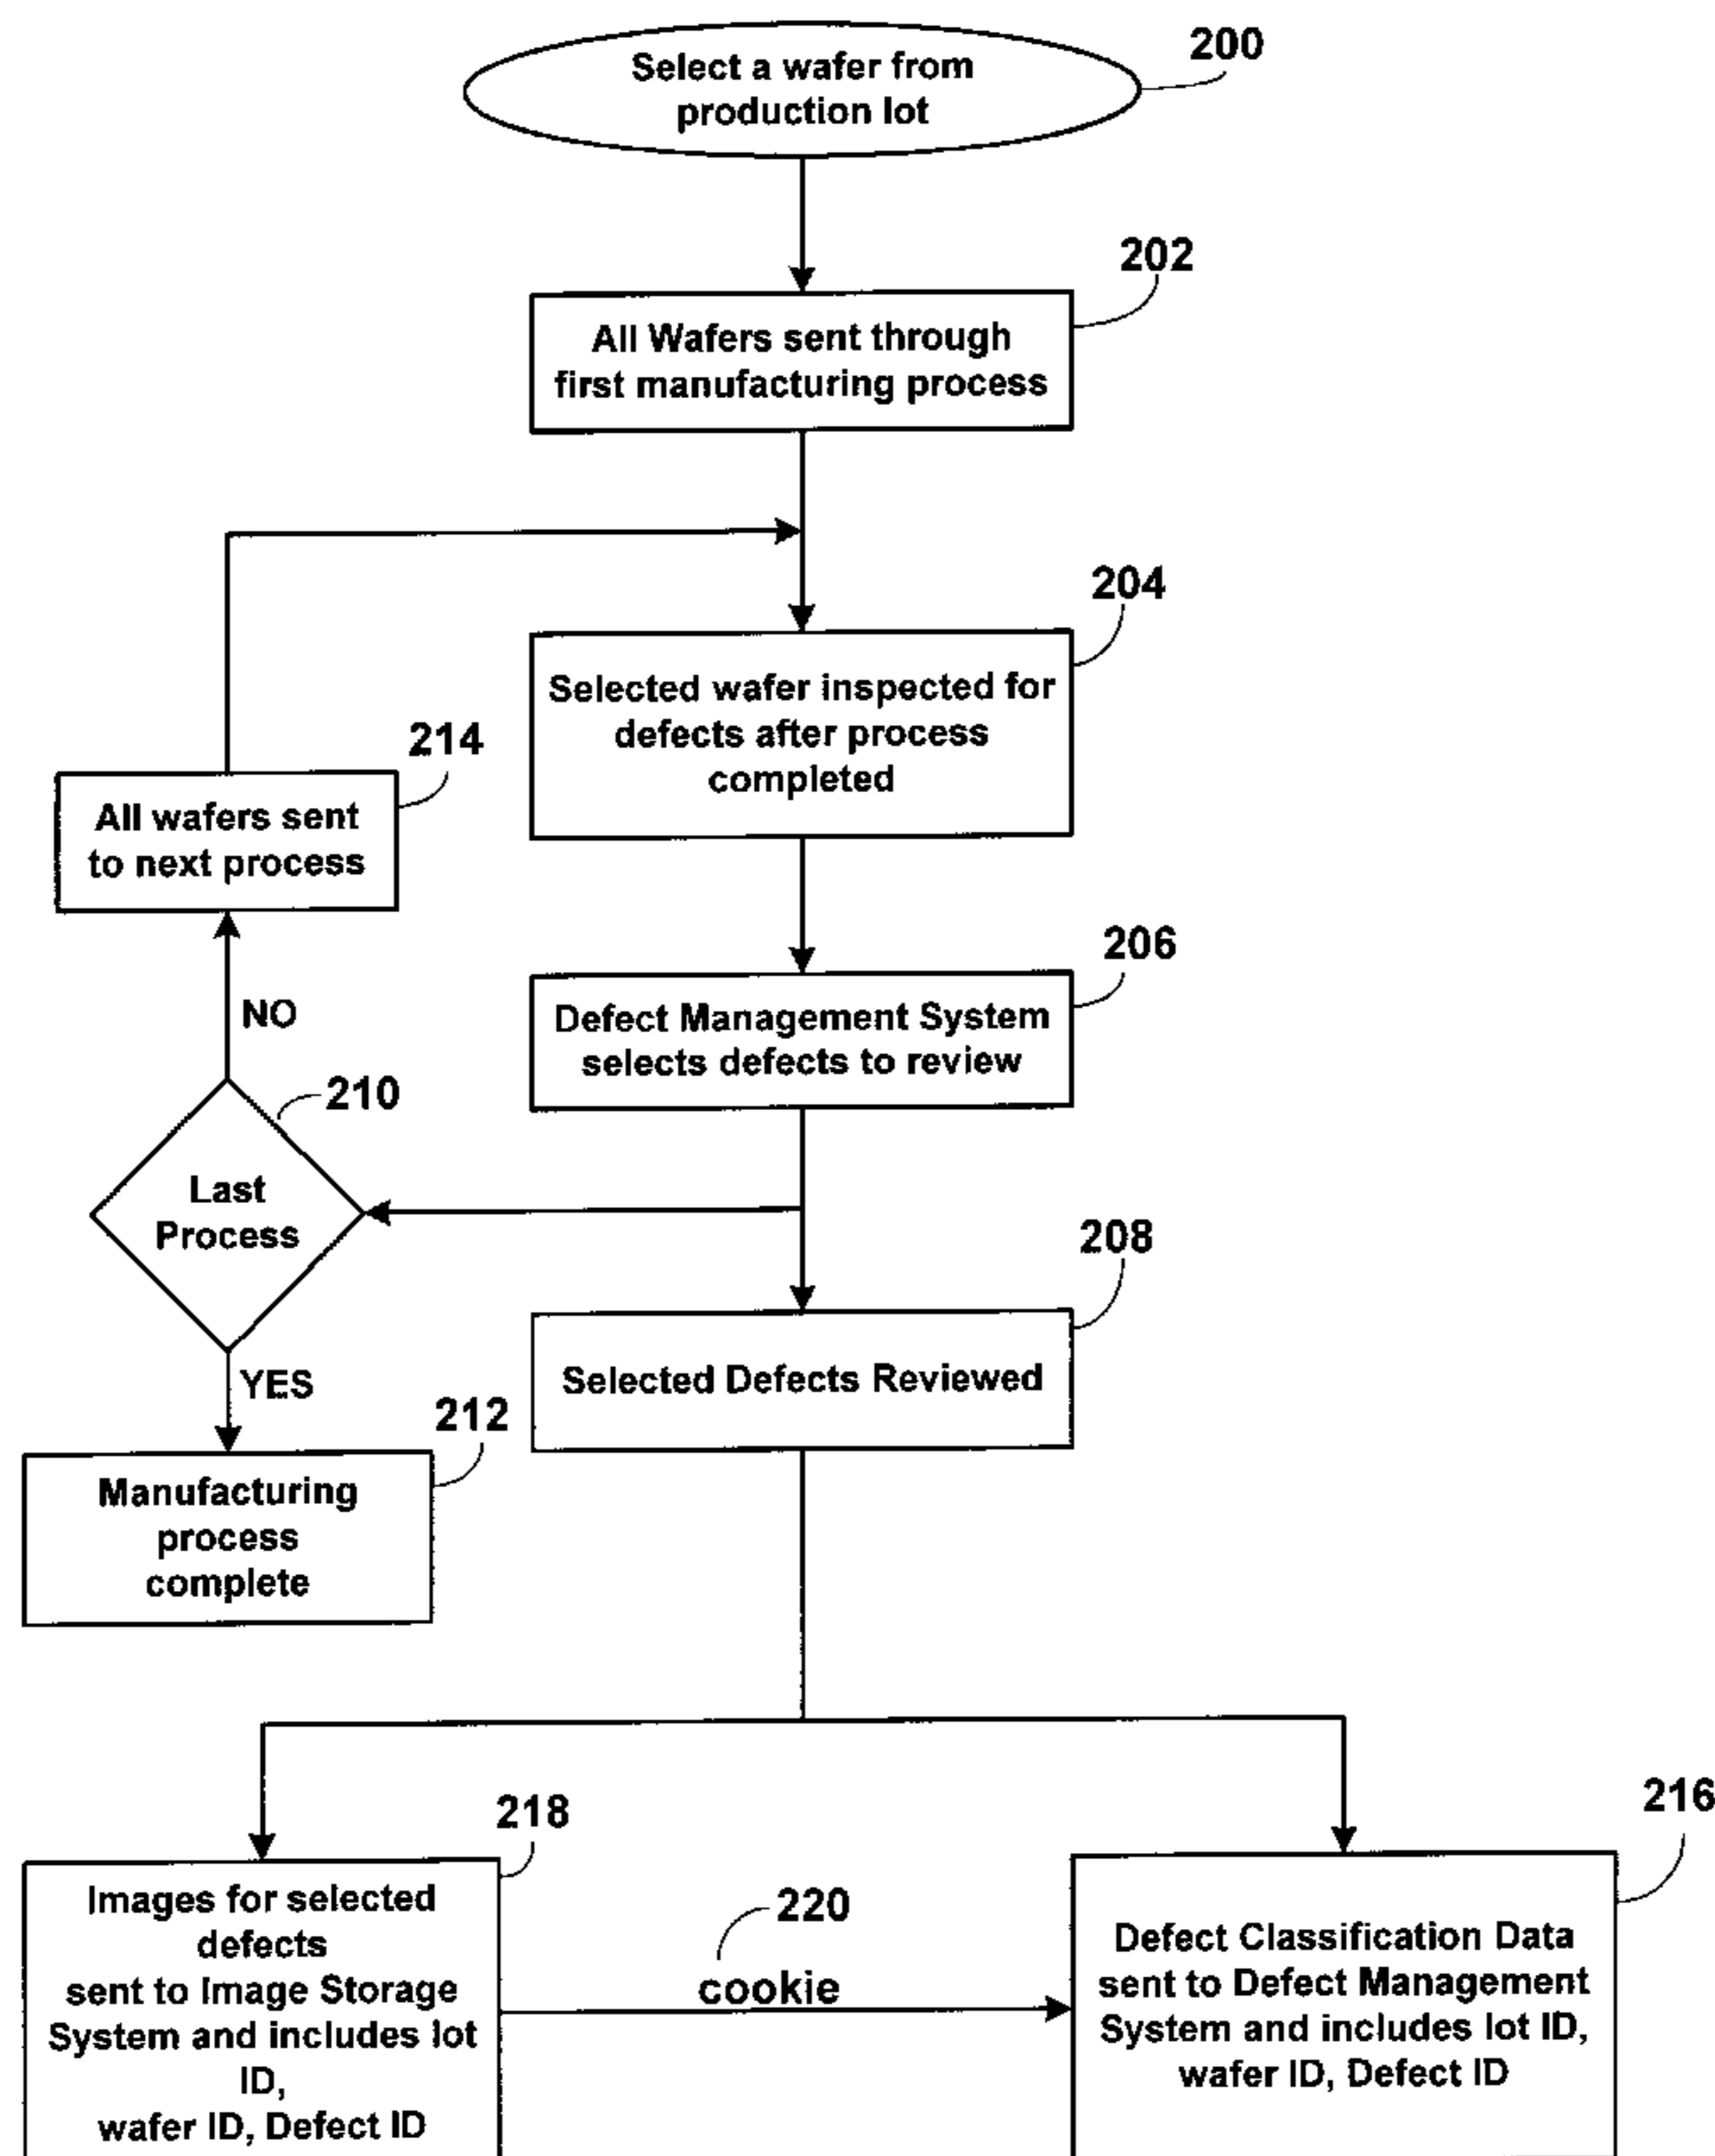 200
Select a wafer from
production lot
202
All Wafers sent through
first manufacturing process
204
Selected wafer inspected for
defects after process
completed
214
All wafers sent
to next process
206
Defect Management System
selects defects to review
NO
210
Last
Process
208
Selected Defects Reviewed
YES
212
Manufacturing
process
complete
218
Images for selected
defects
sent to Image Storage
System and includes lot
ID,
wafer ID, Defect ID
220
cookie
216
Defect Classification Data
sent to Defect Management
System and includes lot ID,
wafer ID, Defect ID